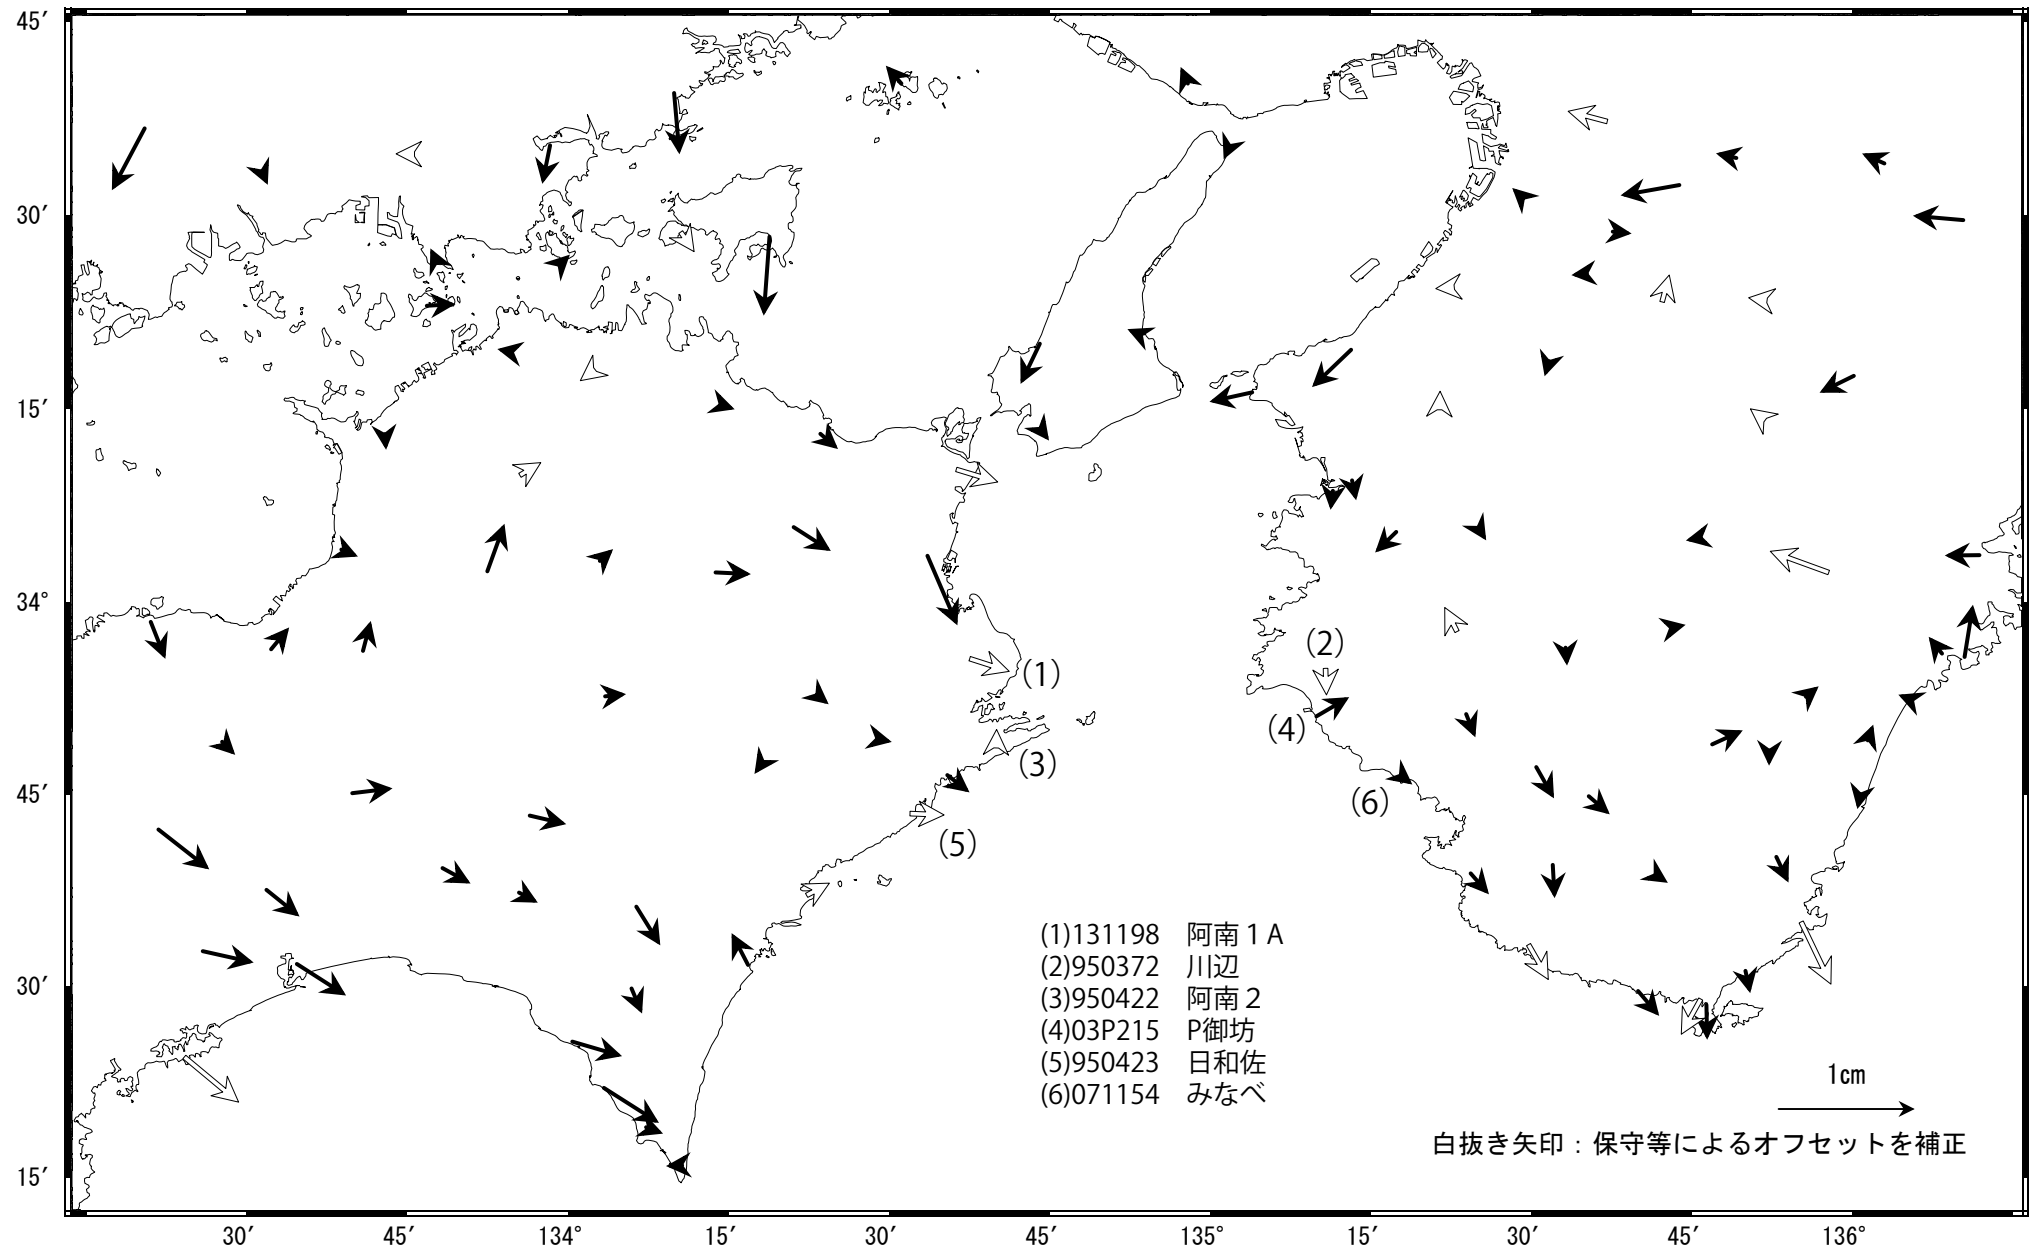 45′
30′
15′
34°
45′
30′
15′
(1)
(2)
(3)
(4)
(5)
(6)
(1)131198 阿南１A
(2)950372 川辺
(3)950422 阿南２
(4)03P215 P御坊
(5)950423 日和佐
(6)071154 みなべ
1cm
白抜き矢印：保守等によるオフセットを補正
30′ 45′ 134° 15′ 30′ 45′ 135° 15′ 30′ 45′ 136°